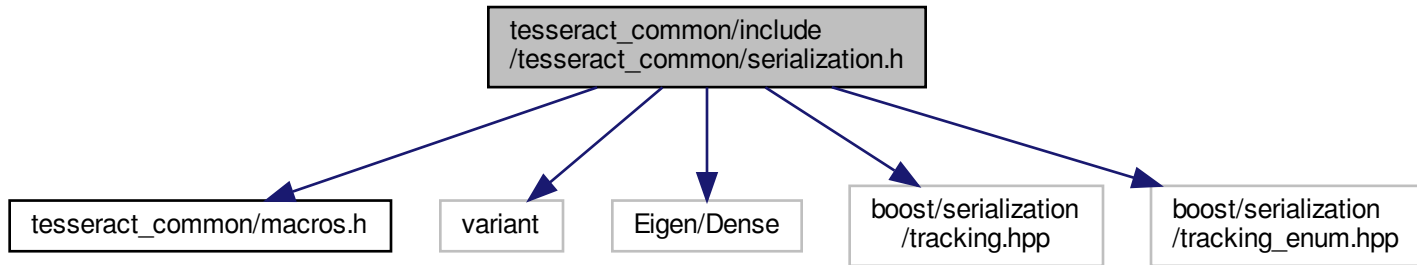 tesseract_common/include
/tesseract_common/serialization.h
tesseract_common/macros.h
variant
Eigen/Dense
boost/serialization
/tracking.hpp
boost/serialization
/tracking_enum.hpp